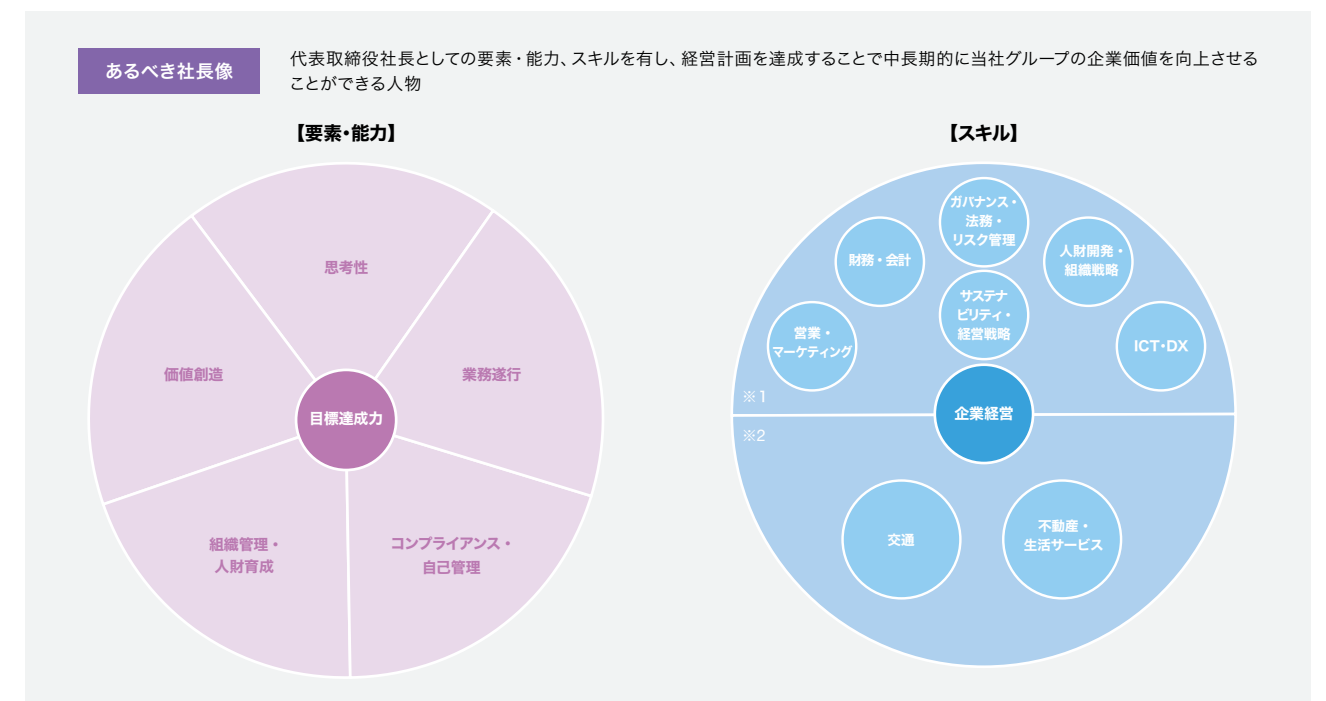 あるべき社長像
代表取締役社長としての要素・能力、スキルを有し、経営計画を達成することで中長期的に当社グループの企業価値を向上させる
ことができる人物
【要素・能力】
思考性
価値創造
業務遂行
目標達成力
組織管理・
人財育成
コンプライアンス・
自己管理
【スキル】
ガバナンス・
法務・
リスク管理
財務・会計
人財開発・
組織戦略
サステナ
ビリティ・
経営戦略
営業・
マーケティング
ICT・DX
※1
企業経営
※2
交通
不動産・
生活サービス